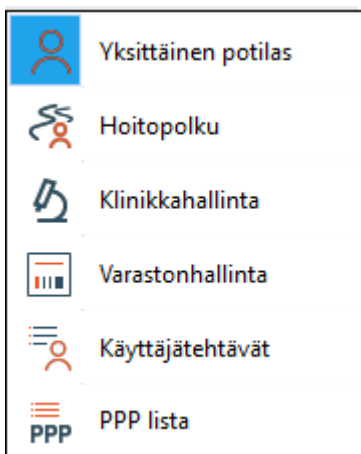 Yksittäinen potilas
Hoitopolku
Klinikkahallinta
Varastonhallinta
Käyttäjätehtävät
PPP PPP lista